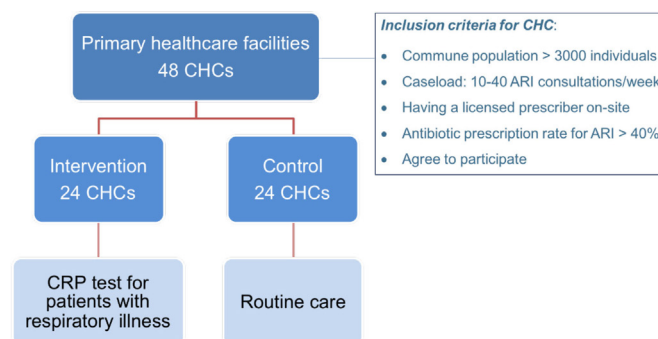 Primary healthcare facilities
48 CHCs
Inclusion criteria for CHC:
• Commune population > 3000 individuals
• Caseload: 10-40 ARI consultations/week
• Having a licensed prescriber on-site
• Antibiotic prescription rate for ARI > 40%
• Agree to participate
Intervention
24 CHCs
Control
24 CHCs
CRP test for
patients with
respiratory illness
Routine care